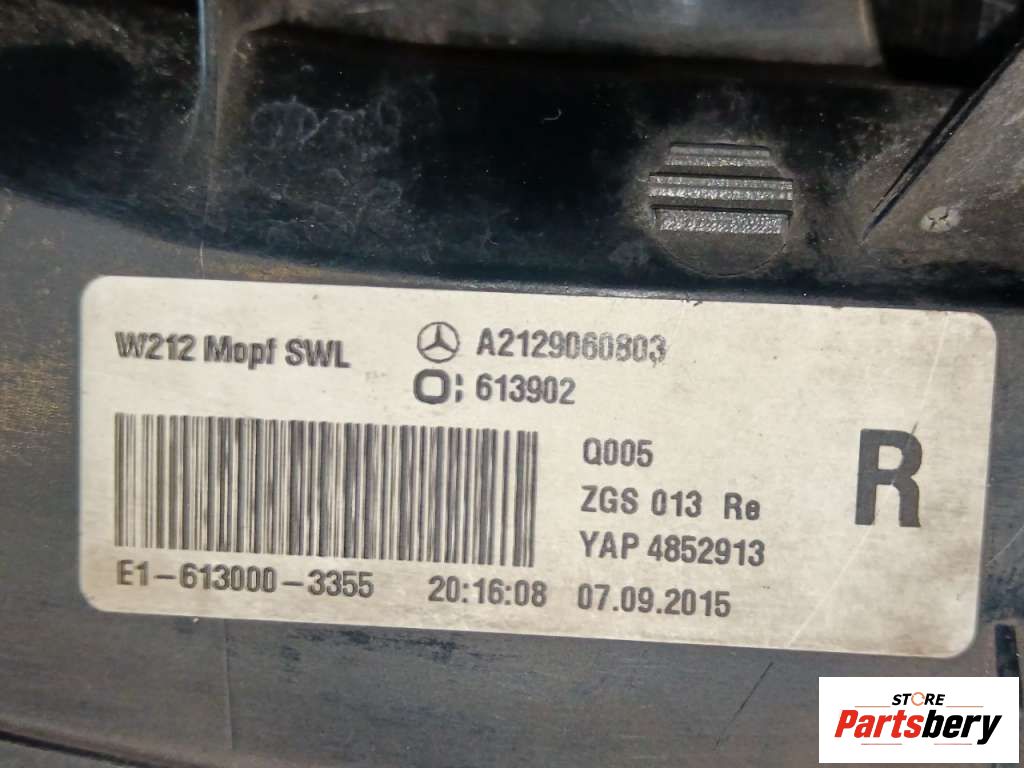 W212 Mopf SWL
A2129060803
O: 613902
Q005
ZGS 013 Re
R
YAP 4852913
E1-613000-3355 20:16:08 07.09.2015
STORE
Partsbery